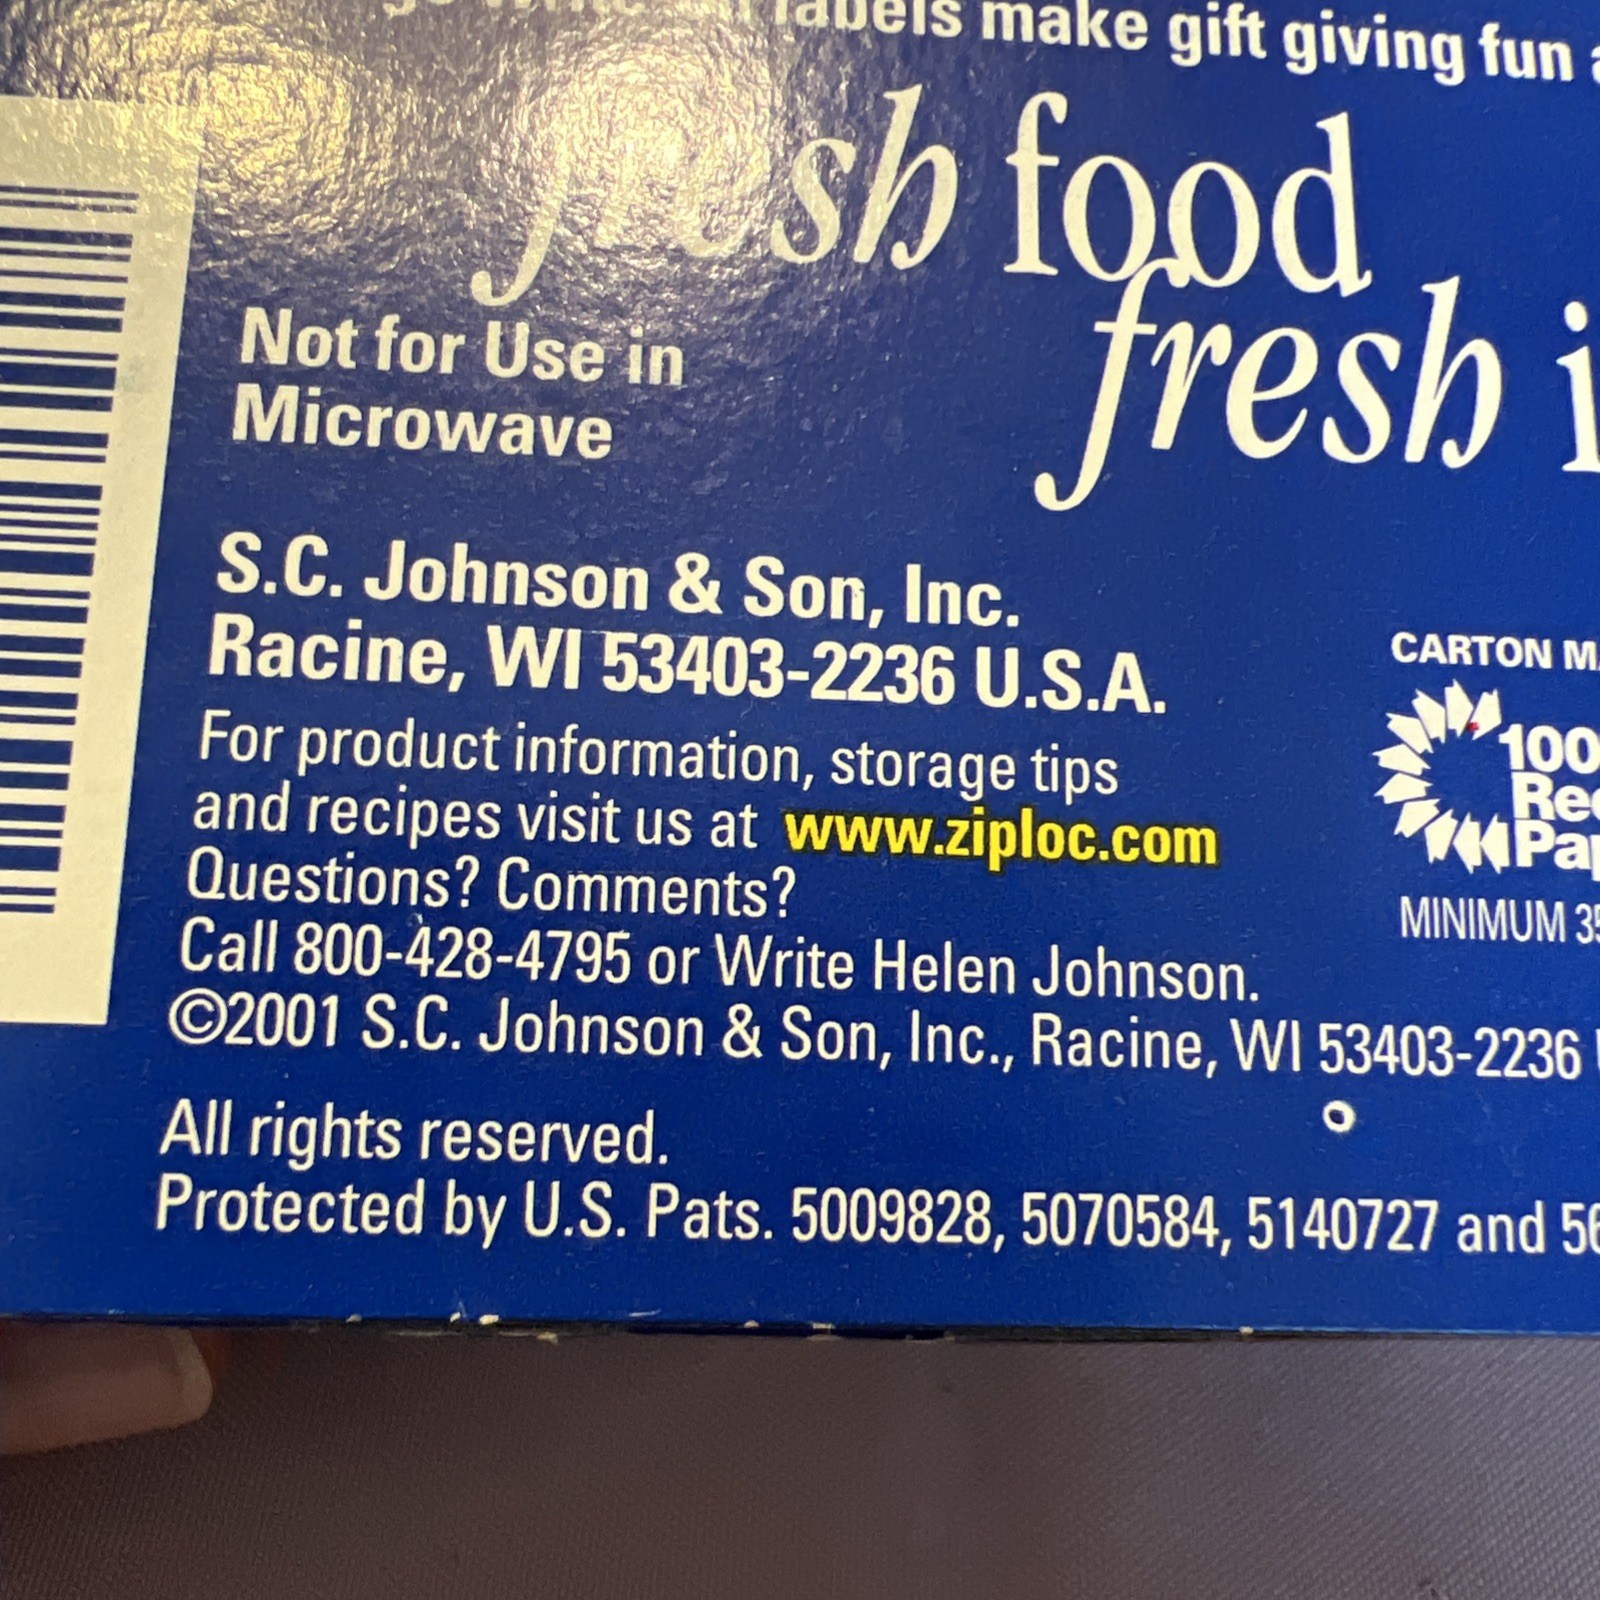 labels make gift giving fun
fresh food
fresh
Not for Use in
Microwave
S.C. Johnson & Son, Inc.
Racine, WI 53403-2236 U.S.A.
For product information, storage tips
and recipes visit us at www.ziploc.com
Questions? Comments?
Call 800-428-4795 or Write Helen Johnson.
©2001 S.C. Johnson & Son, Inc., Racine, WI 53403-2236
All rights reserved.
Protected by U.S. Pats. 5009828, 5070584, 5140727 and
CARTON
100
MINIMUM